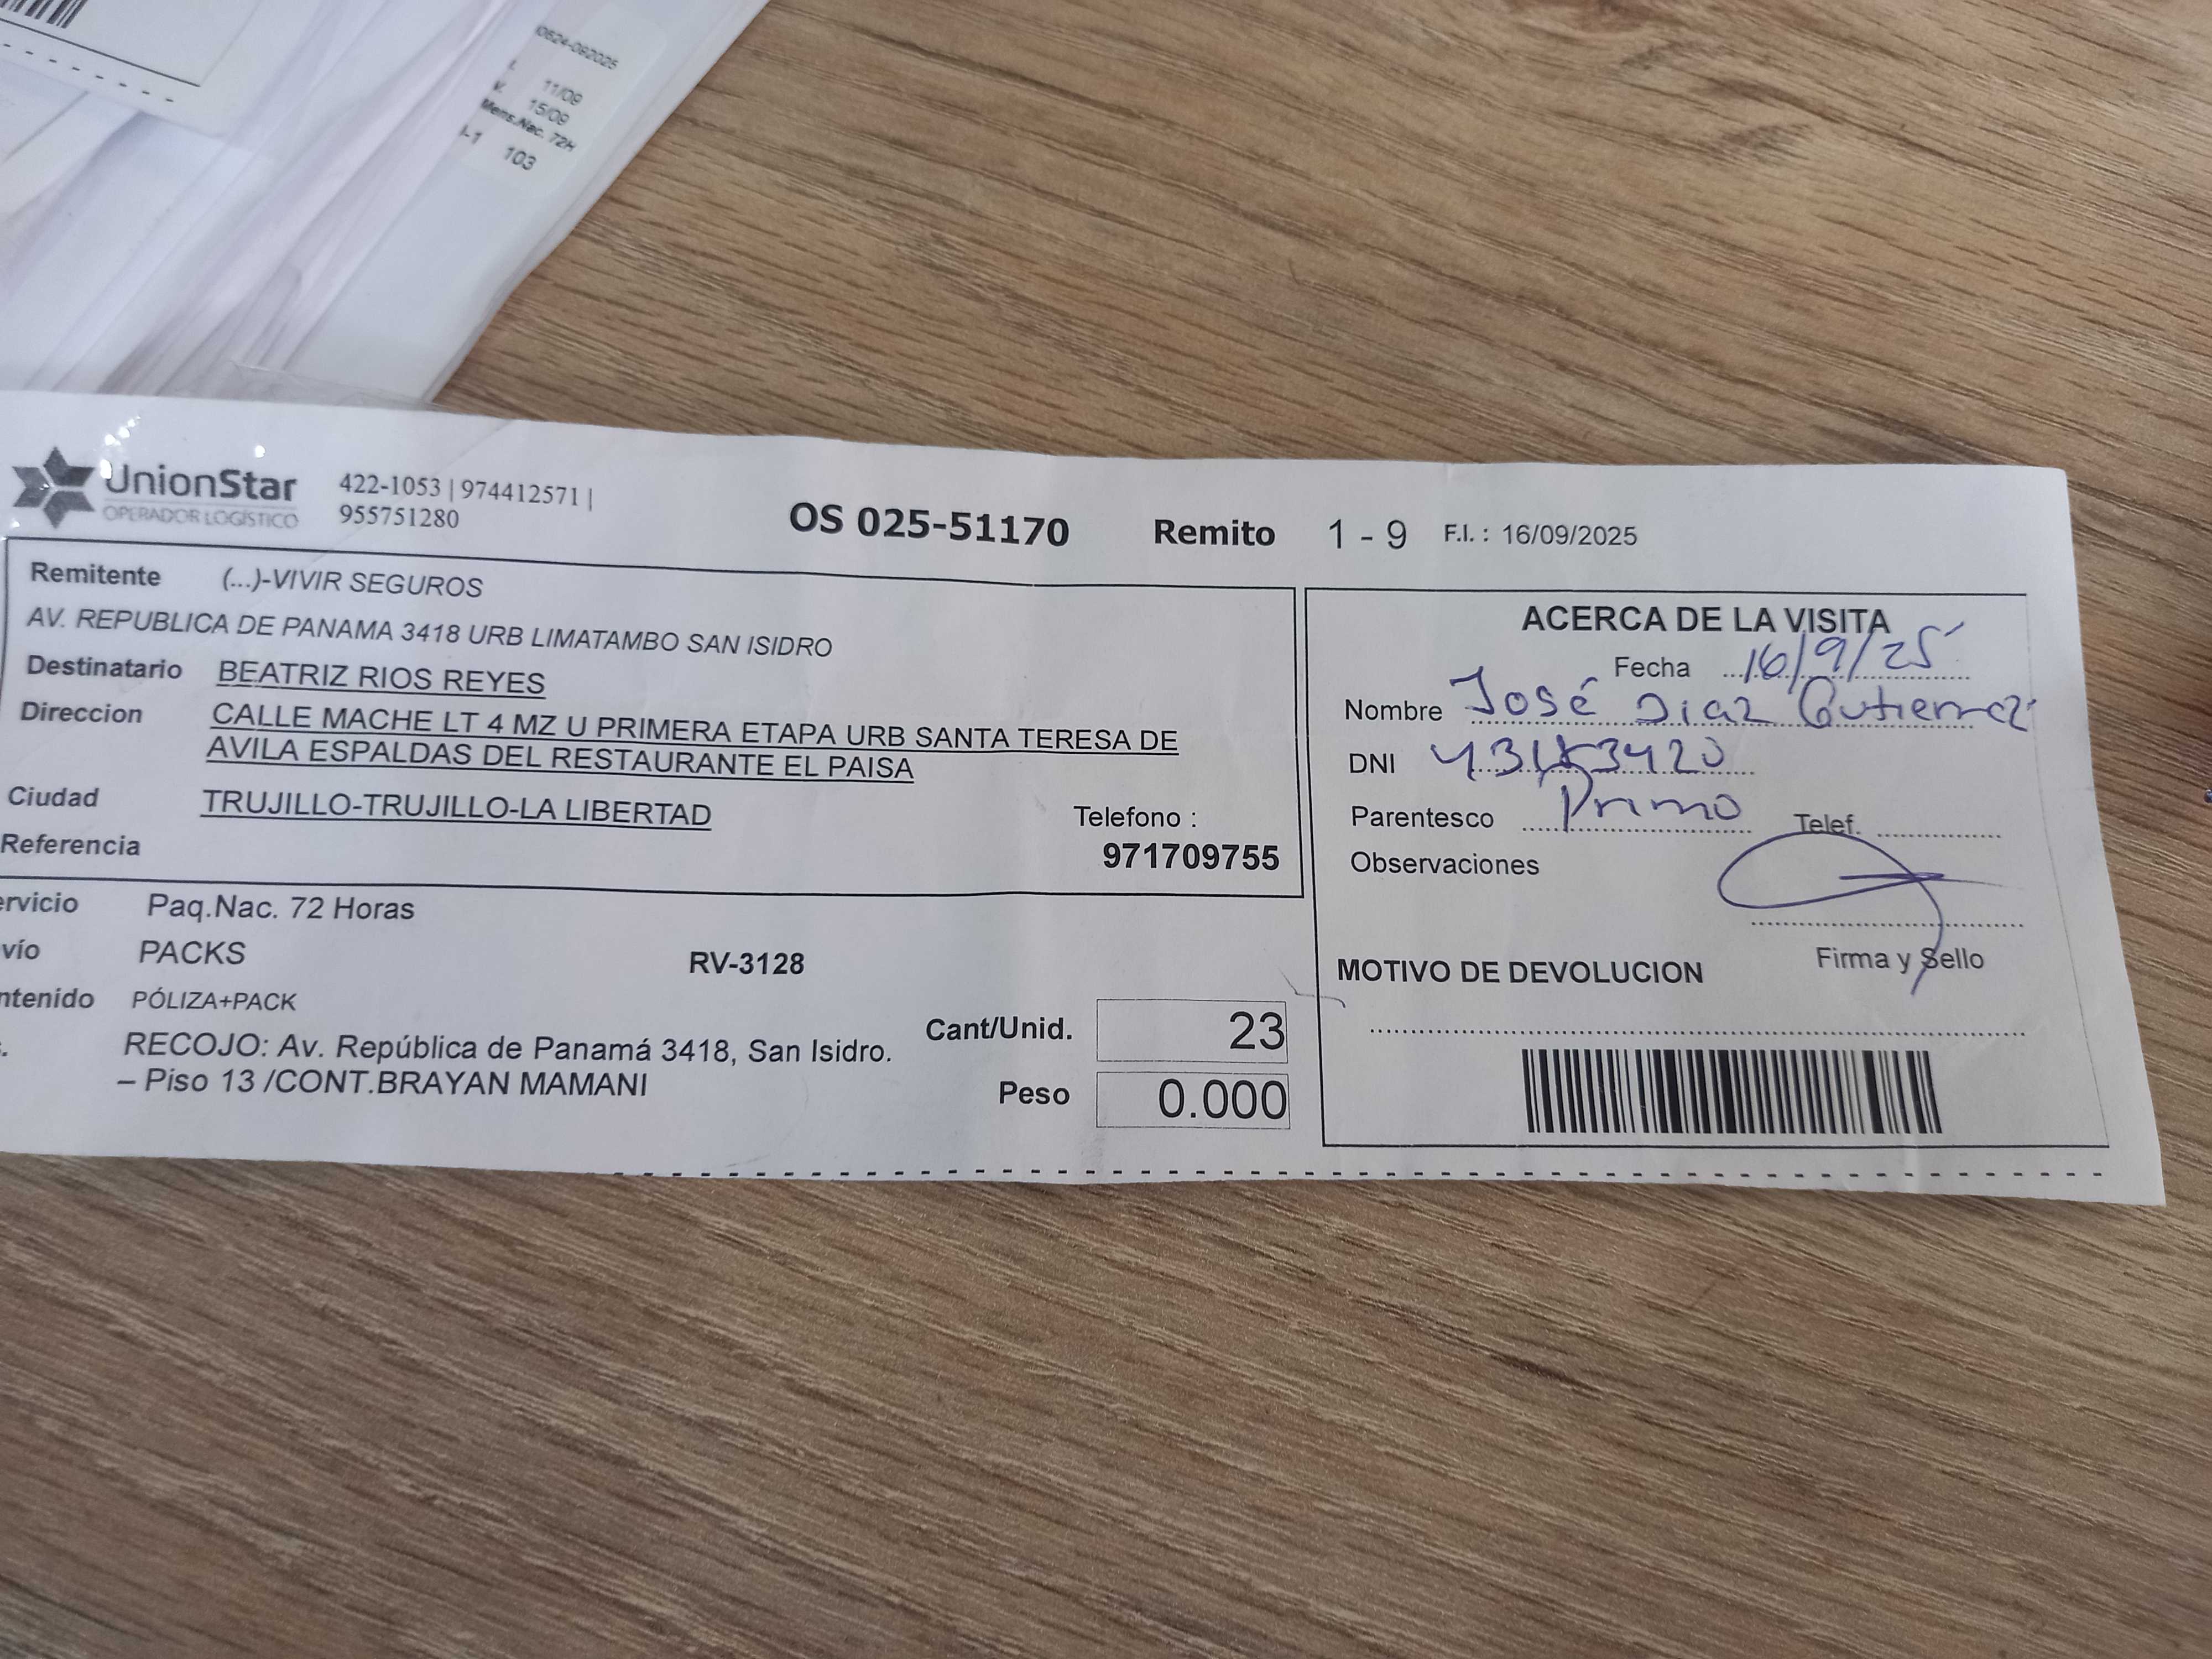 0624-092025
I. 11/09
V. 15/09
Mens.Nac. 72H
I-1 103
UnionStar
OPERADOR LOGÍSTICO
422-1053 | 974412571 |
955751280
OS 025-51170 Remito 1 - 9 F.I. : 16/09/2025
Remitente (...)-VIVIR SEGUROS
AV. REPUBLICA DE PANAMA 3418 URB LIMATAMBO SAN ISIDRO
Destinatario BEATRIZ RIOS REYES
Direccion CALLE MACHE LT 4 MZ U PRIMERA ETAPA URB SANTA TERESA DE
AVILA ESPALDAS DEL RESTAURANTE EL PAISA
Ciudad TRUJILLO-TRUJILLO-LA LIBERTAD
Referencia
Telefono :
971709755
ervicio Paq.Nac. 72 Horas
vío PACKS
RV-3128
ntenido PÓLIZA+PACK
RECOJO: Av. República de Panamá 3418, San Isidro.
– Piso 13 /CONT.BRAYAN MAMANI
Cant/Unid. 23
Peso 0.000
ACERCA DE LA VISITA
Fecha 16/9/25
Nombre José Diaz Gutierrez
DNI
Parentesco Primo Telef.
Observaciones
Firma y Sello
MOTIVO DE DEVOLUCION